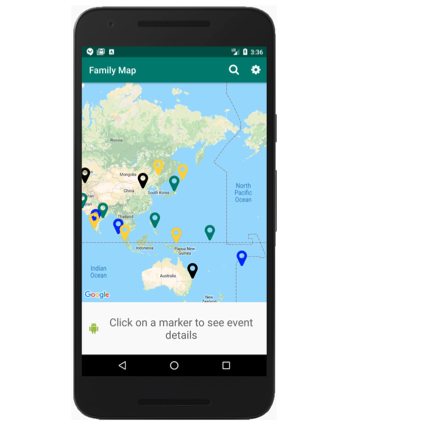 3:36
Family Map
Russia
Mongolia
China
South Korea
Thailand
North
Pacific
Ocean
Indonesia
Papua New
Guinea
Indian
Ocean
Australia
New
Google
Click on a marker to see event
details